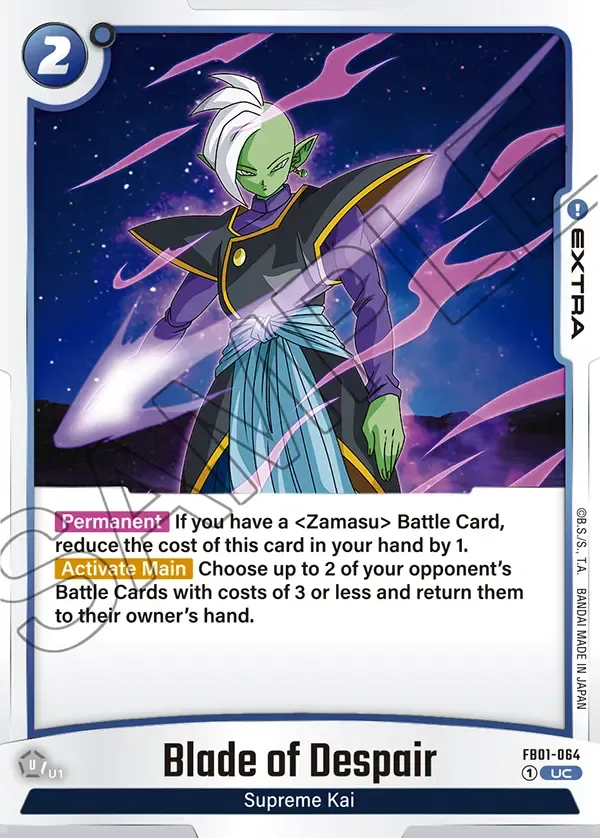 2
! EXTRA
SAMPLE
Permanent If you have a <Zamasu> Battle Card,
reduce the cost of this card in your hand by 1.
Activate Main Choose up to 2 of your opponent's
Battle Cards with costs of 3 or less and return them
to their owner's hand.
©B.S./S., T.A. BANDAI MADE IN JAPAN
U/U1
Blade of Despair
FB01-064
1 UC
Supreme Kai